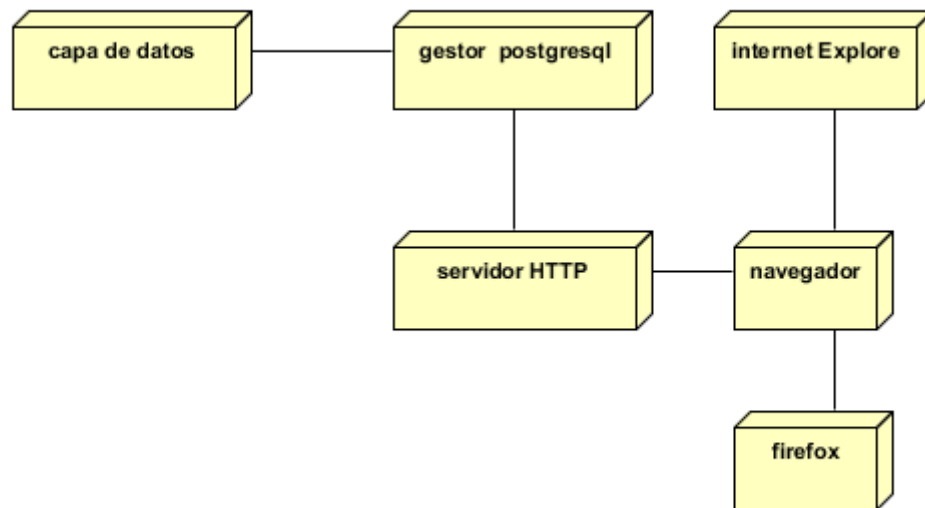 capa de datos
gestor postgresql
internet Explore
servidor HTTP
navegador
firefox